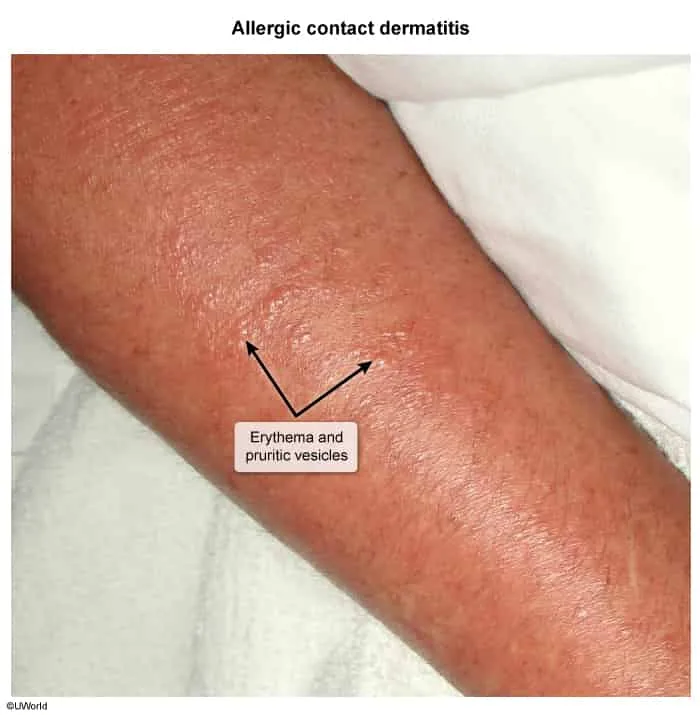 Allergic contact dermatitis
Erythema and
pruritic vesicles
©UWorld